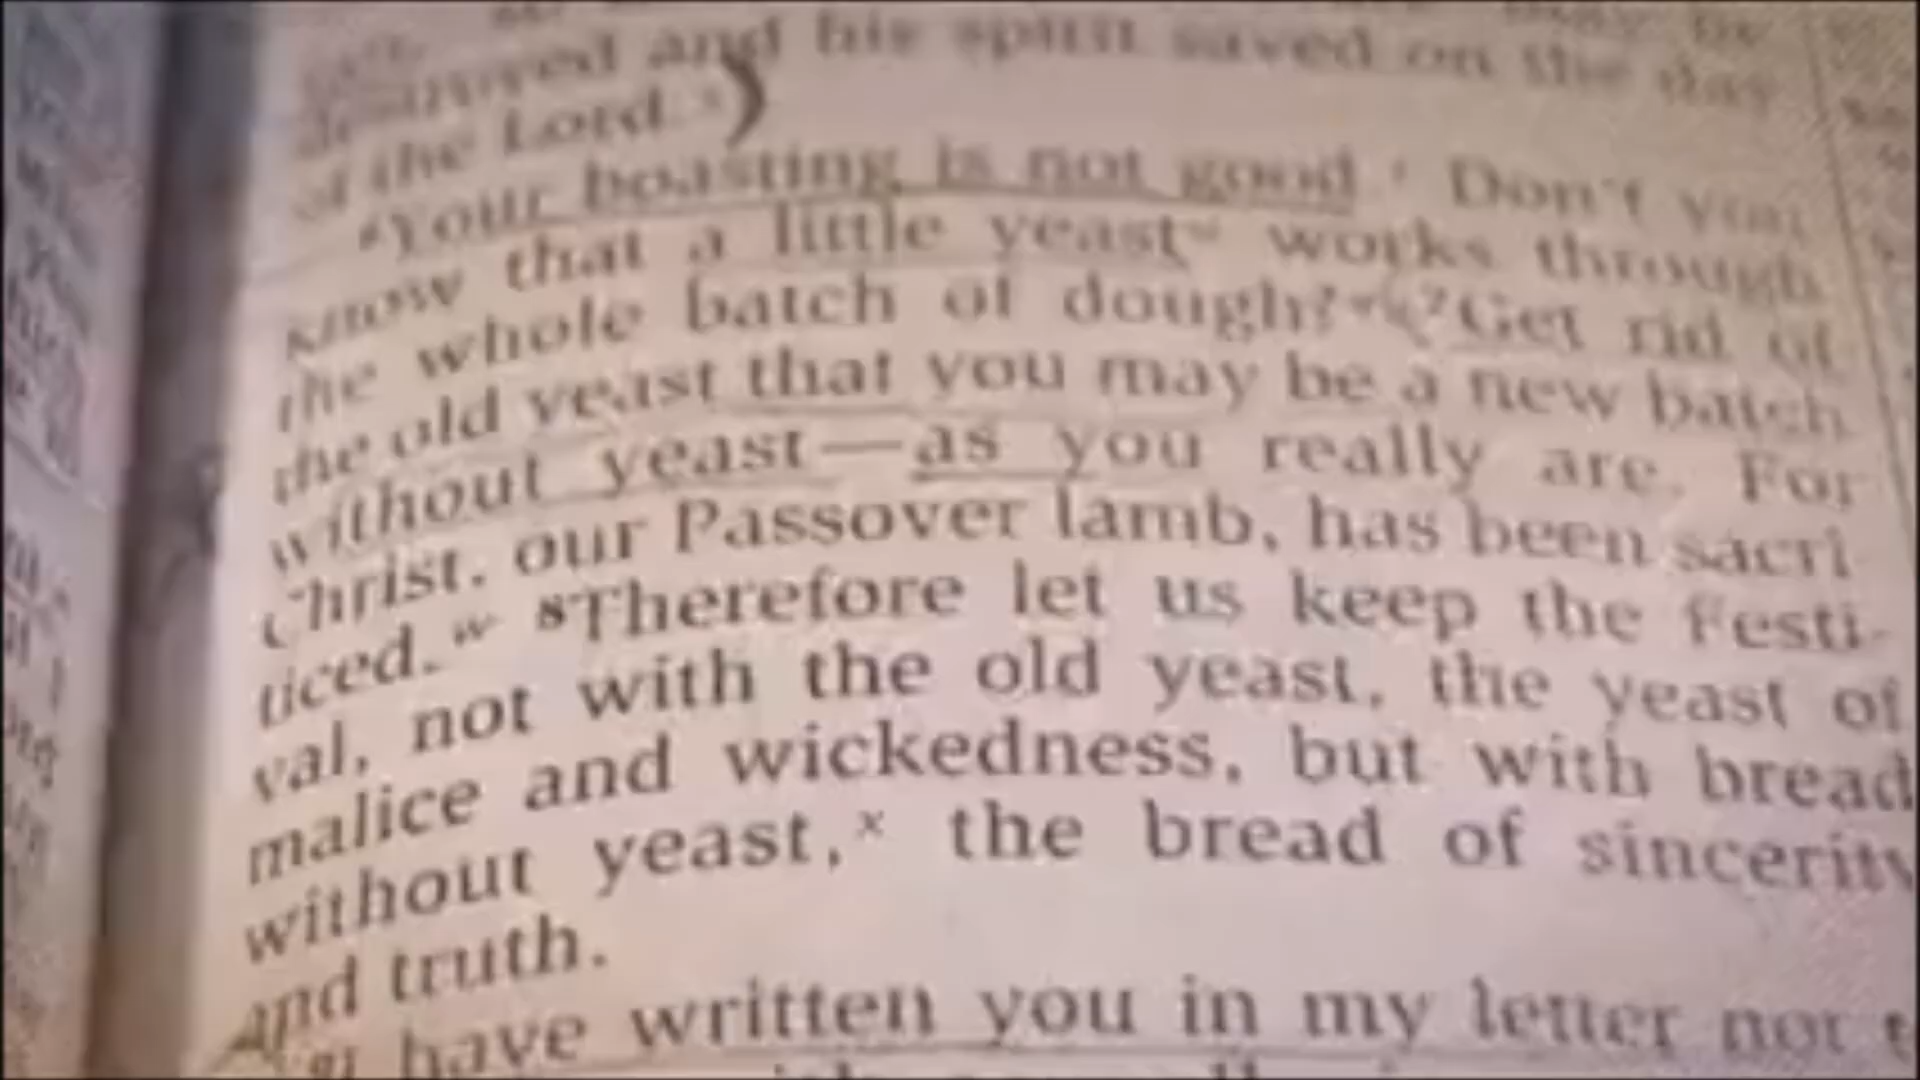 destroyed and his spirit saved on the day
of the Lord.
Your boasting is not good. Don't you
know that a little yeast works through
the whole batch of dough? 7Get rid of
the old yeast that you may be a new batch
without yeast—as you really are. For
Christ, our Passover lamb, has been sacri
ficed. w 8Therefore let us keep the Festi-
val, not with the old yeast, the yeast of
malice and wickedness, but with bread
without yeast, x the bread of sincerity
and truth.
have written you in my letter not